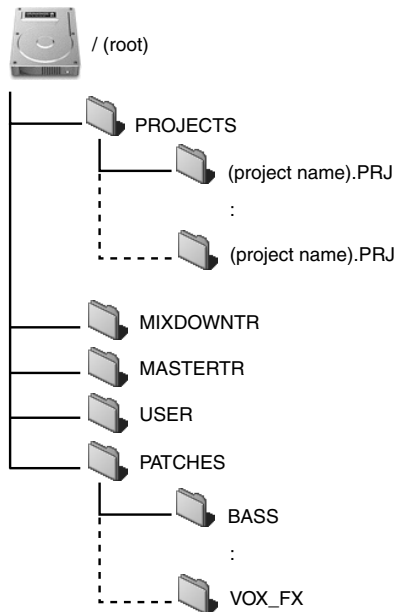 / (root)
PROJECTS
(project name).PRJ
:
(project name).PRJ
MIXDOWNTR
MASTERTR
USER
PATCHES
BASS
:
VOX_FX